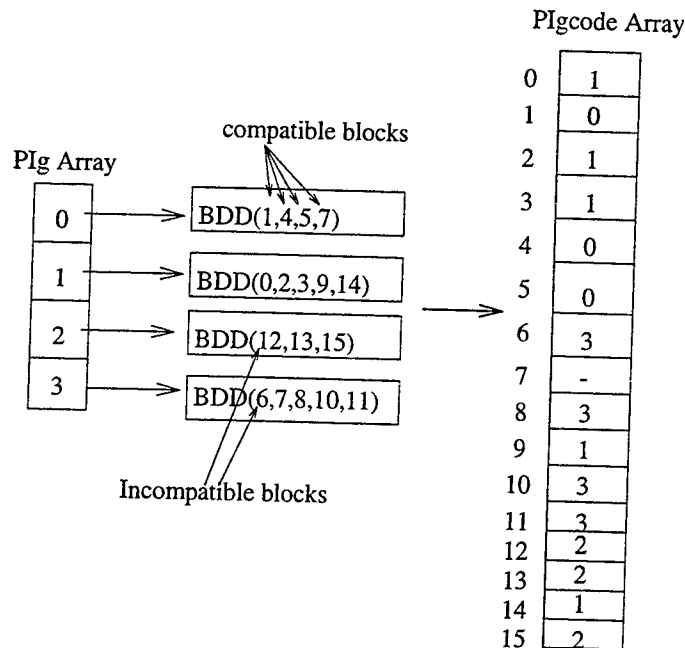 PIgcode Array
compatible blocks
PIg Array
0
1
2
3
BDD(1,4,5,7)
BDD(0,2,3,9,14)
BDD(12,13,15)
BDD(6,7,8,10,11)
Incompatible blocks
0 1
1 0
2 1
3 1
4 0
5 0
6 3
7 -
8 3
9 1
10 3
11 3
12 2
13 2
14 1
15 2